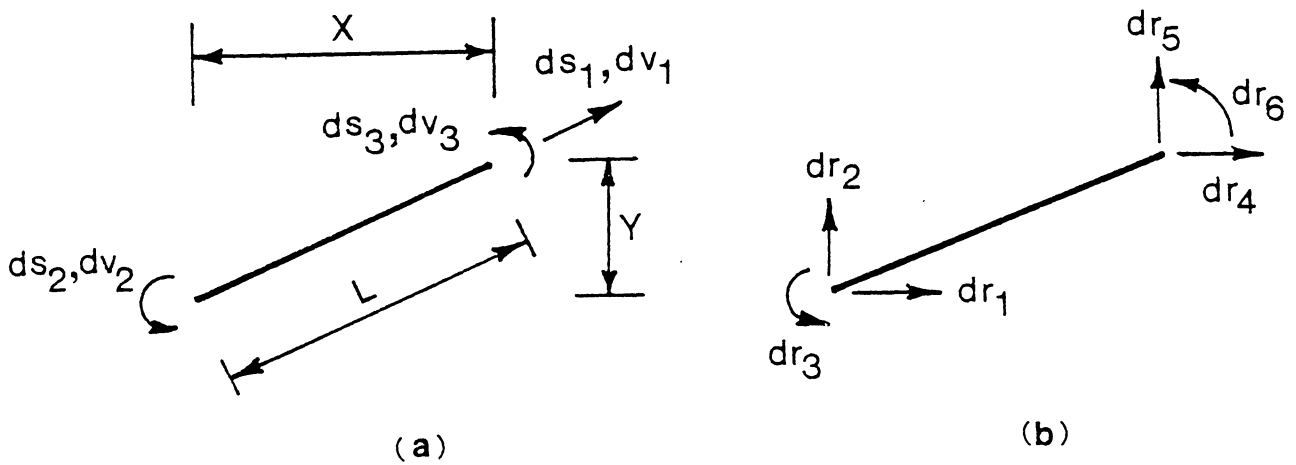 X
ds₁,dv₁
ds₃,dv₃
Y
ds₂,dv₂
L
(a)
dr₅
dr₆
dr₂
dr₄
dr₁
dr₃
(b)